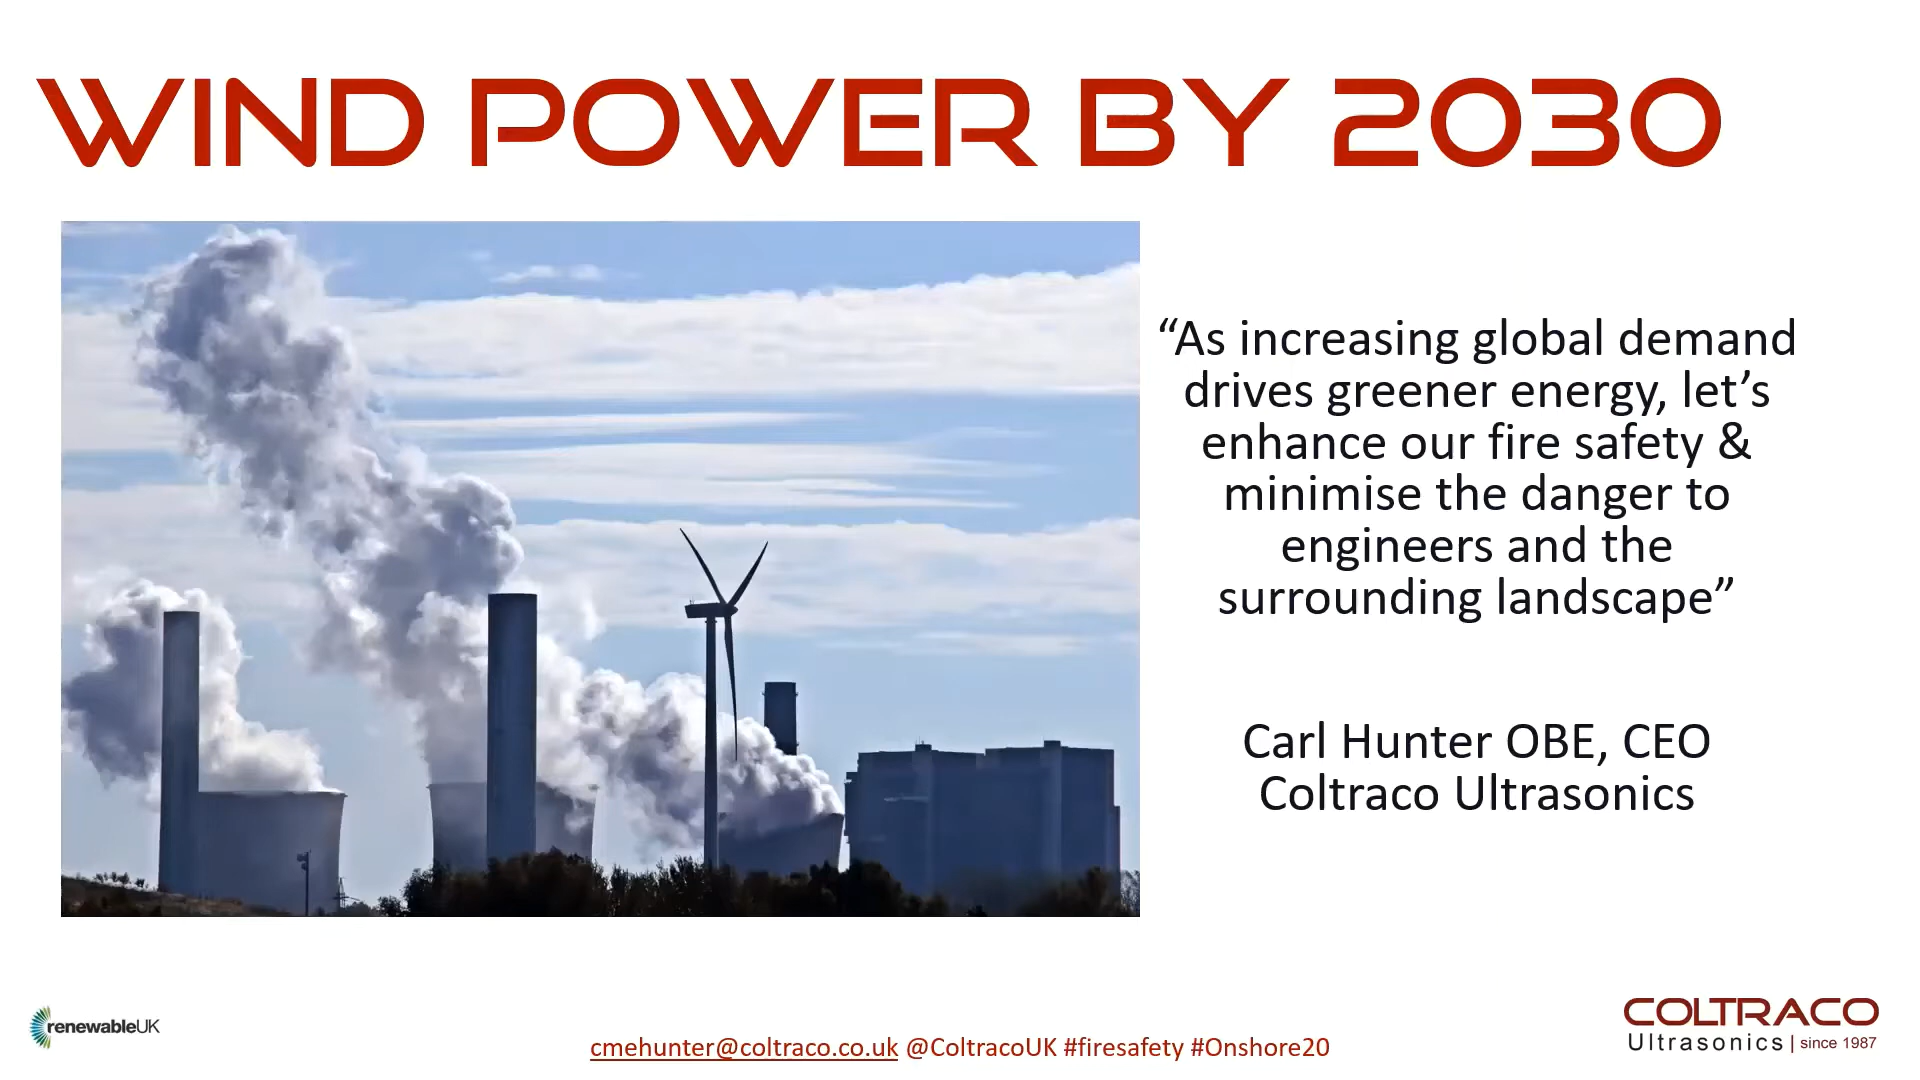 WIND POWER BY 2030
“As increasing global demand
drives greener energy, let’s
enhance our fire safety &
minimise the danger to
engineers and the
surrounding landscape”
Carl Hunter OBE, CEO
Coltraco Ultrasonics
renewableUK
cmehunter@coltraco.co.uk @ColtracoUK #firesafety #Onshore20
COLTRACO
Ultrasonics | since 1987